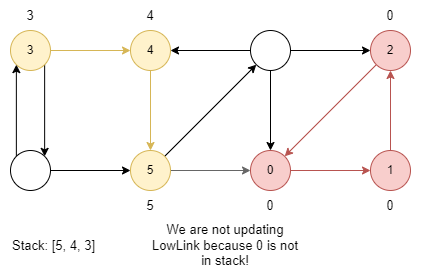 3 4 0
3 4 2
5 0 1
5 0 0
Stack: [5, 4, 3]
We are not updating
LowLink because 0 is not
in stack!